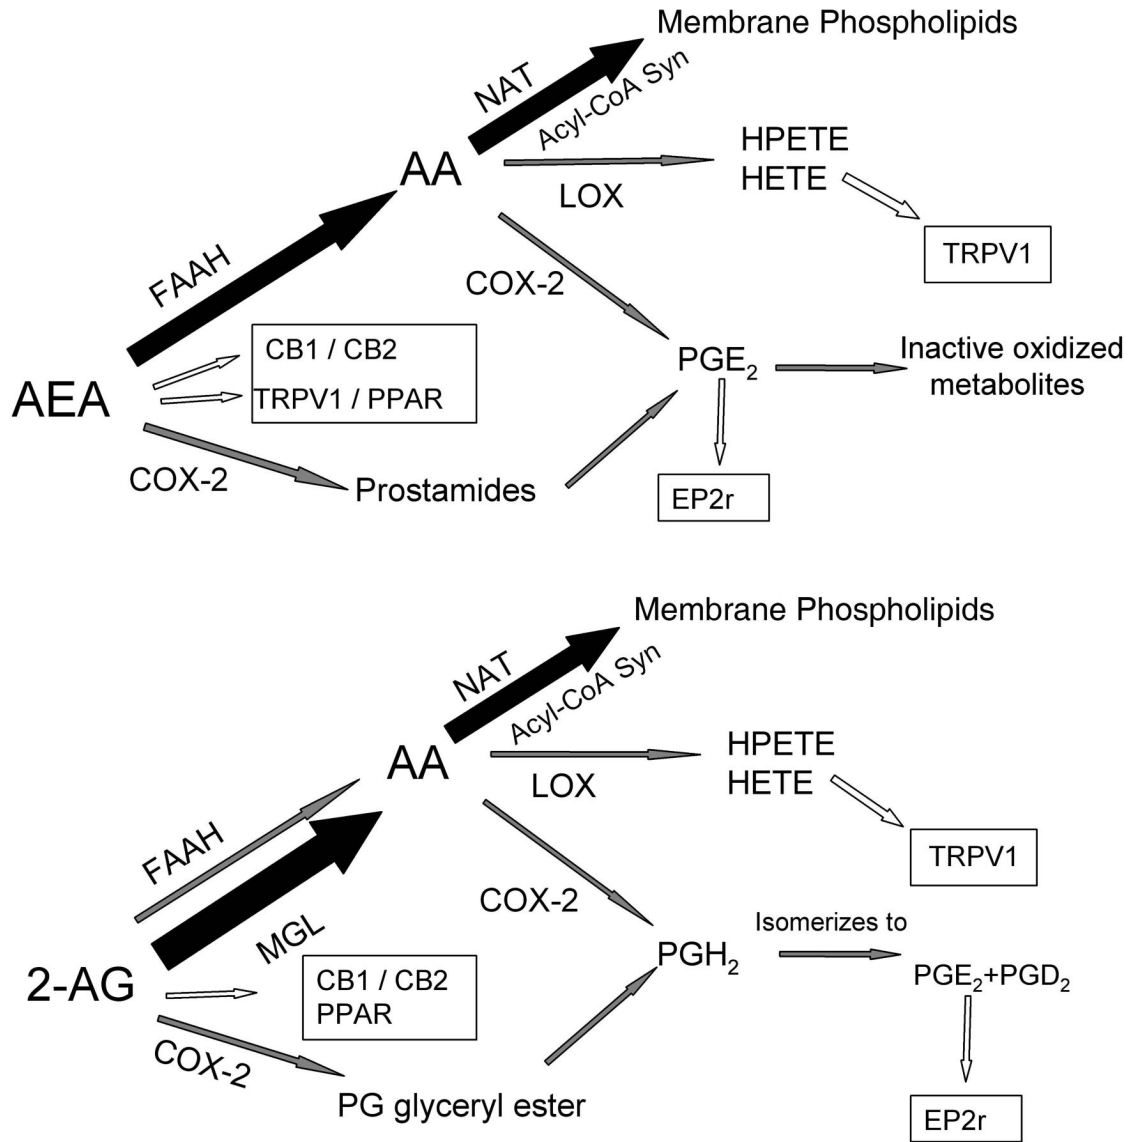 Membrane Phospholipids
NAT
Acyl-CoA Syn
AA
HPETE
HETE
LOX
TRPV1
FAAH
COX-2
CB1 / CB2
TRPV1 / PPAR
AEA
PGE₂
Inactive oxidized
metabolites
COX-2
Prostamides
EP2r
Membrane Phospholipids
NAT
Acyl-CoA Syn
AA
HPETE
HETE
LOX
TRPV1
FAAH
MGL
COX-2
Isomerizes to
PGH₂
PGE₂+PGD₂
2-AG
CB1 / CB2
PPAR
COX-2
PG glyceryl ester
EP2r